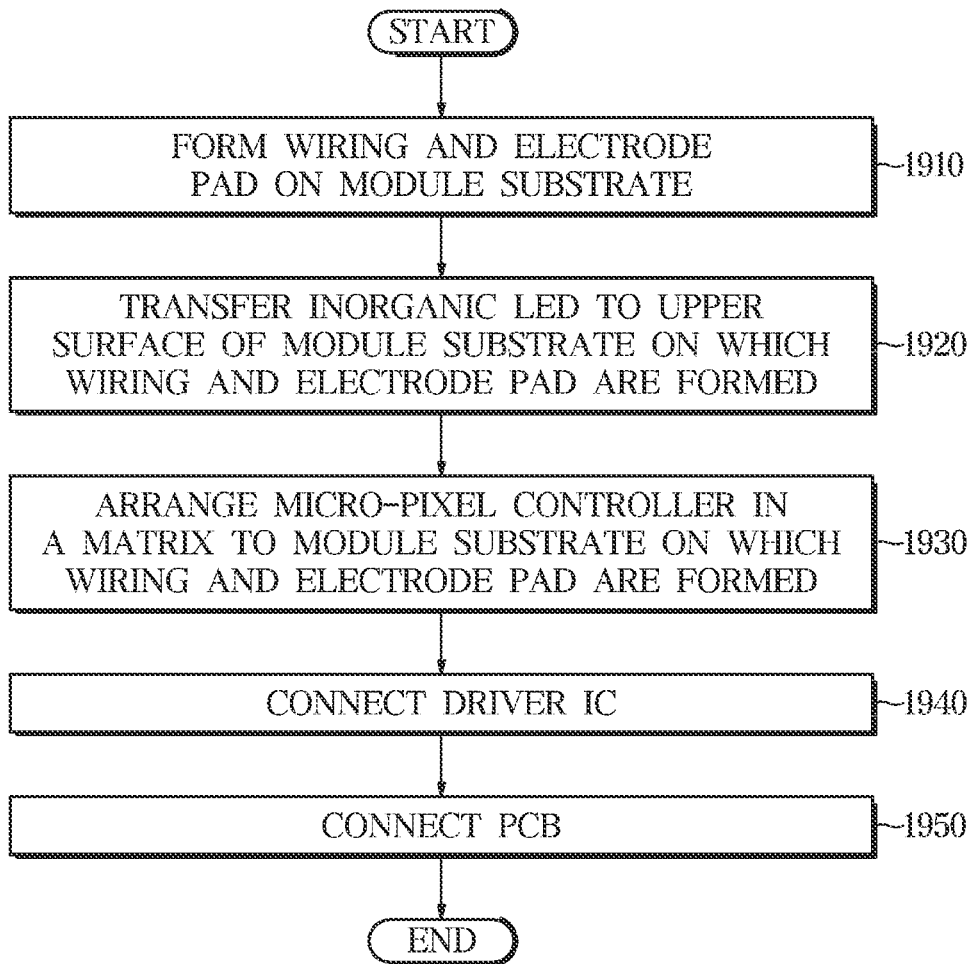 START
FORM WIRING AND ELECTRODE
PAD ON MODULE SUBSTRATE
1910
TRANSFER INORGANIC LED TO UPPER
SURFACE OF MODULE SUBSTRATE ON WHICH
WIRING AND ELECTRODE PAD ARE FORMED
1920
ARRANGE MICRO-PIXEL CONTROLLER IN
A MATRIX TO MODULE SUBSTRATE ON WHICH
WIRING AND ELECTRODE PAD ARE FORMED
1930
CONNECT DRIVER IC
1940
CONNECT PCB
1950
END